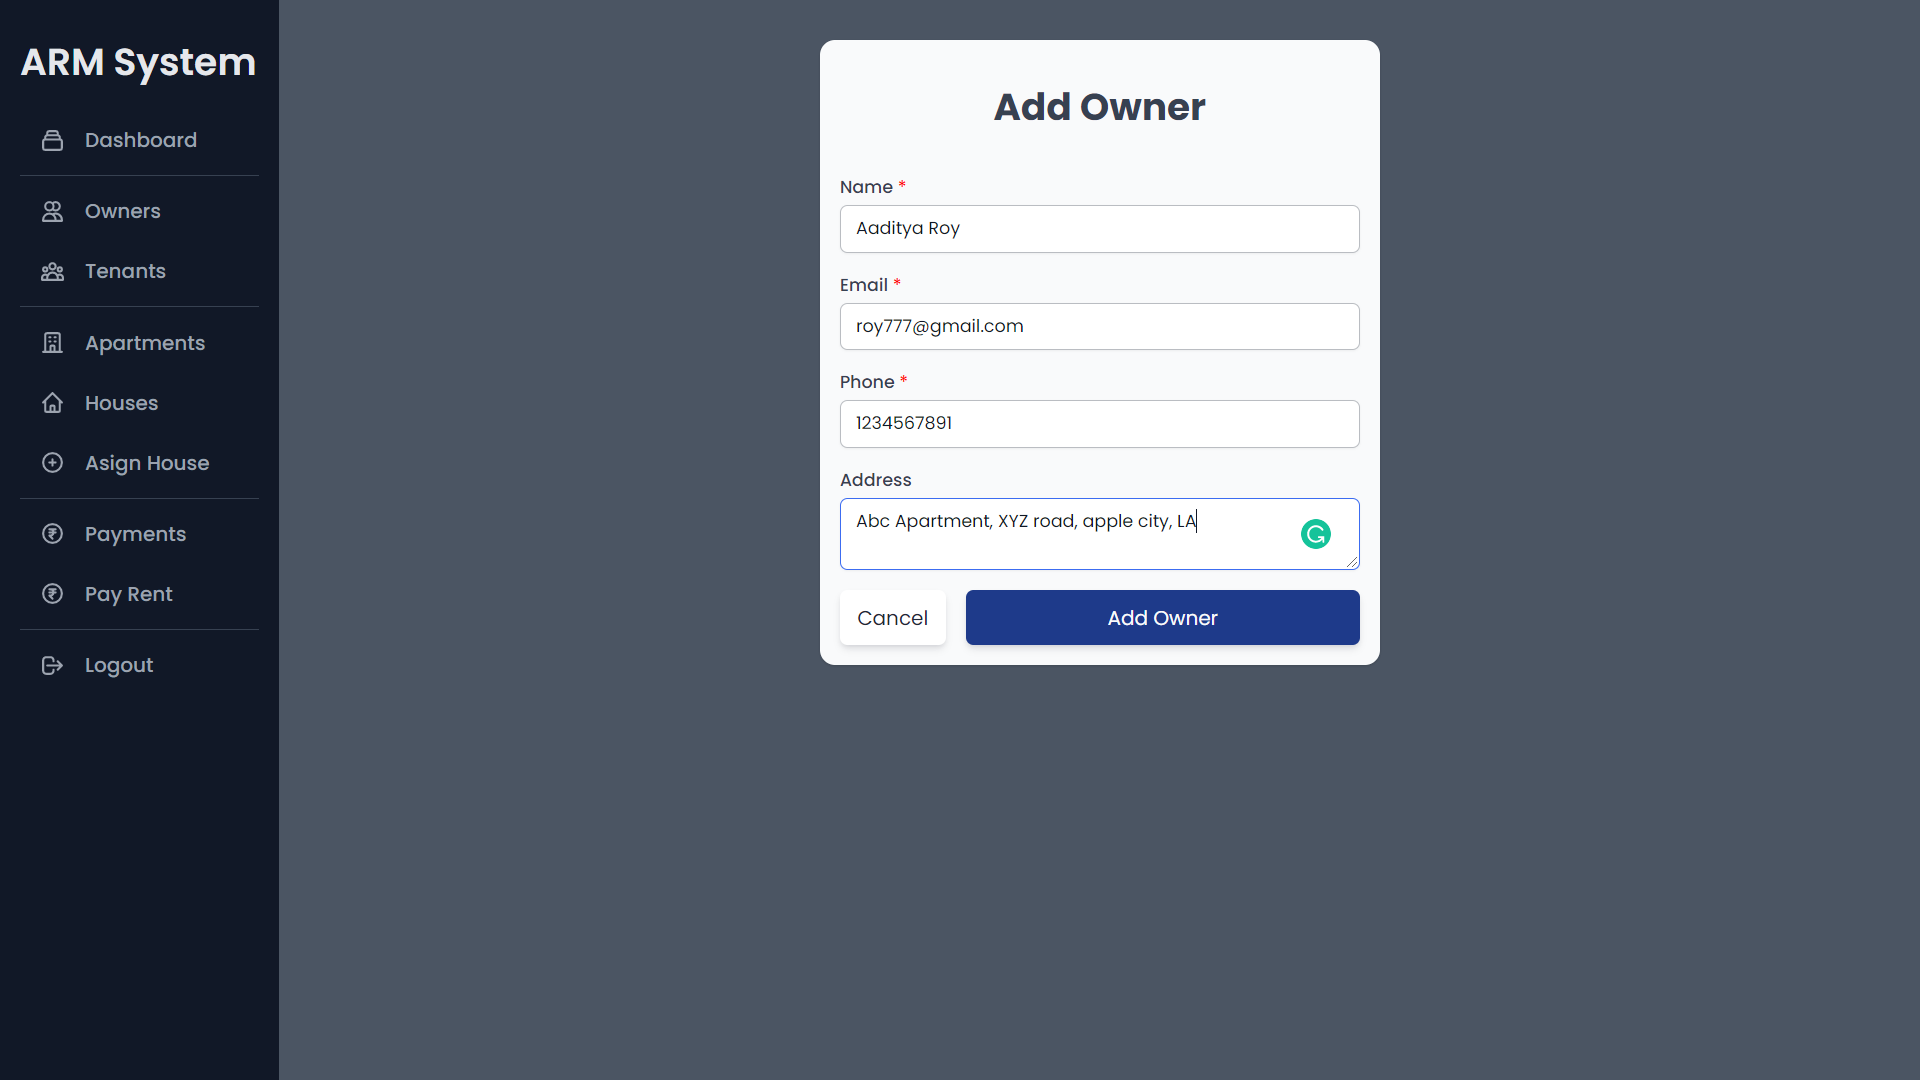 ARM System
Dashboard
Owners
Tenants
Apartments
Houses
Asign House
Payments
Pay Rent
Logout
Add Owner
Name *
Aaditya Roy
Email *
roy777@gmail.com
Phone *
1234567891
Address
Abc Apartment, XYZ road, apple city, LA
Cancel
Add Owner